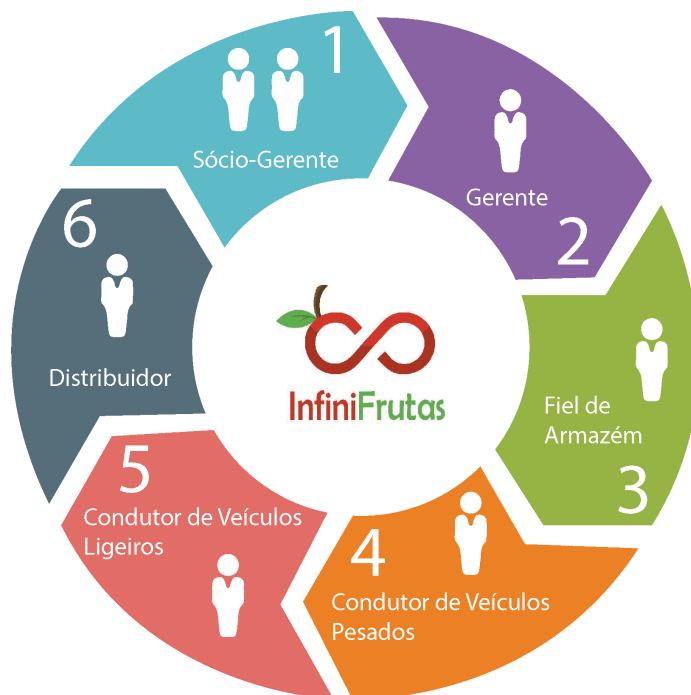 1
Sócio-Gerente
Gerente
2
Fiel de
Armazém
3
4
Condutor de Veículos
Pesados
5
Condutor de Veículos
Ligeiros
6
Distribuidor
InfiniFrutas